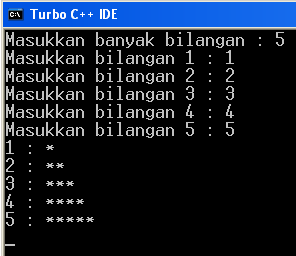 Turbo C++ IDE
Masukkan banyak bilangan : 5
Masukkan bilangan 1 : 1
Masukkan bilangan 2 : 2
Masukkan bilangan 3 : 3
Masukkan bilangan 4 : 4
Masukkan bilangan 5 : 5
1 : *
2 : **
3 : ***
4 : ****
5 : *****
_